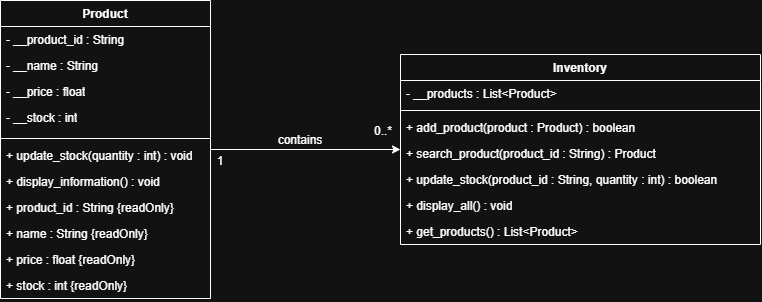 Product
- __product_id : String
- __name : String
- __price : float
- __stock : int
+ update_stock(quantity : int) : void
+ display_information() : void
+ product_id : String {readOnly}
+ name : String {readOnly}
+ price : float {readOnly}
+ stock : int {readOnly}
contains
1
0..*
Inventory
- __products : List<Product>
+ add_product(product : Product) : boolean
+ search_product(product_id : String) : Product
+ update_stock(product_id : String, quantity : int) : boolean
+ display_all() : void
+ get_products() : List<Product>